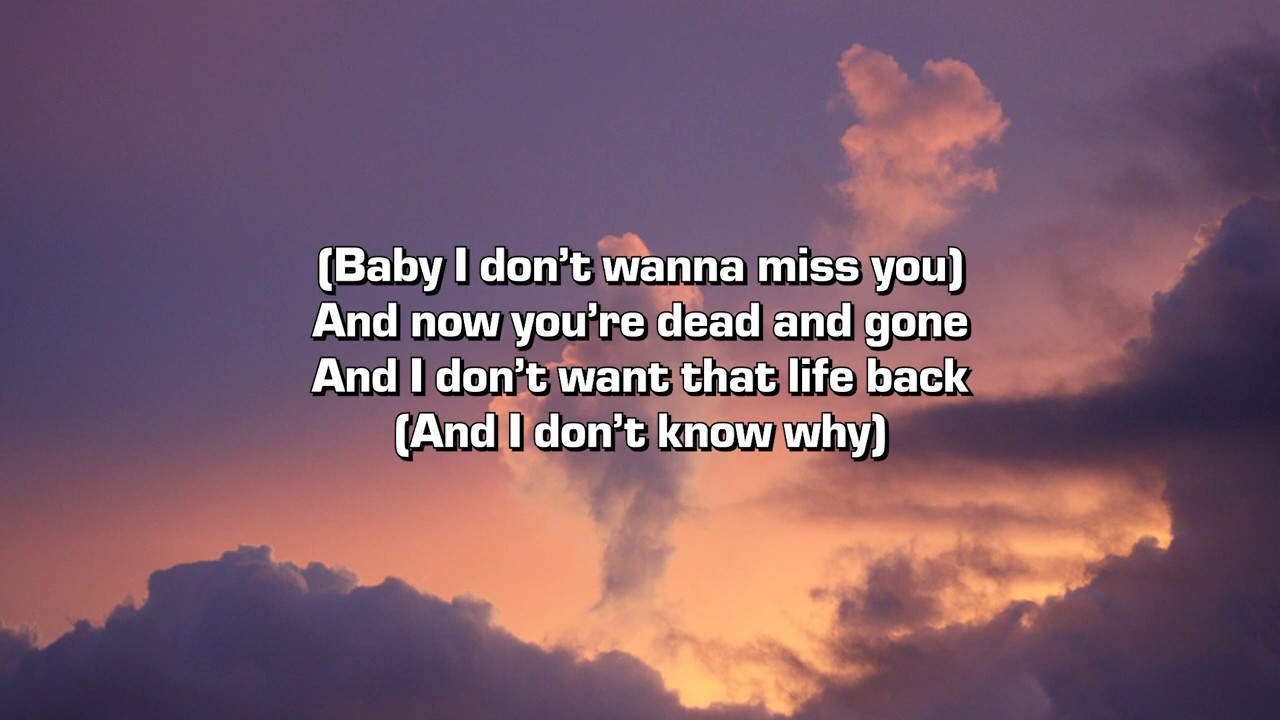 (Baby I don’t wanna miss you)
And now you’re dead and gone
And I don’t want that life back
(And I don’t know why)